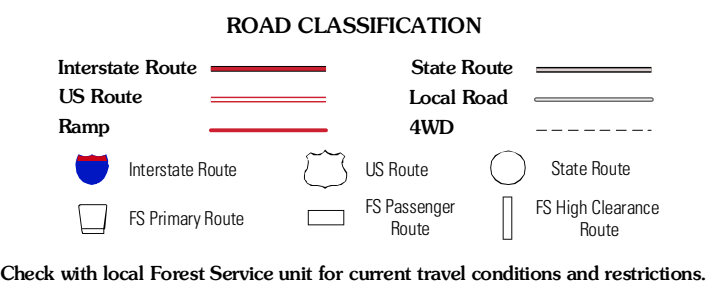 ROAD CLASSIFICATION
Interstate Route
State Route
US Route
Local Road
Ramp
4WD
Interstate Route
US Route
State Route
FS Primary Route
FS Passenger
Route
FS High Clearance
Route
Check with local Forest Service unit for current travel conditions and restrictions.